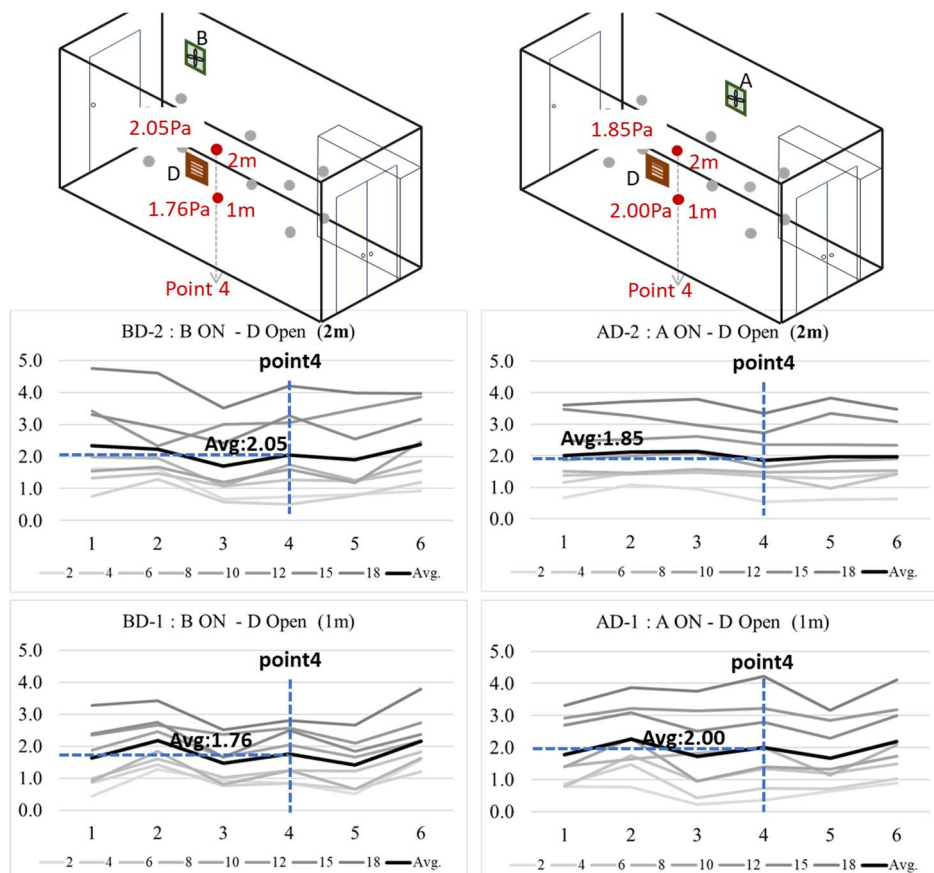 B
2.05Pa
2m
D
1.76Pa
1m
Point 4
A
1.85Pa
2m
D
2.00Pa
1m
Point 4
BD-2 : B ON - D Open (2m)
point4
5.0
4.0
3.0
Avg:2.05
2.0
1.0
0.0
1 2 3 4 5 6
2 4 6 8 10 12 15 18 Avg.
AD-2 : A ON - D Open (2m)
point4
5.0
4.0
3.0
Avg:1.85
2.0
1.0
0.0
1 2 3 4 5 6
2 4 6 8 10 12 15 18 Avg.
BD-1 : B ON - D Open (1m)
point4
5.0
4.0
3.0
Avg:1.76
2.0
1.0
0.0
1 2 3 4 5 6
2 4 6 8 10 12 15 18 Avg.
AD-1 : A ON - D Open (1m)
point4
5.0
4.0
3.0
Avg:2.00
2.0
1.0
0.0
1 2 3 4 5 6
2 4 6 8 10 12 15 18 Avg.